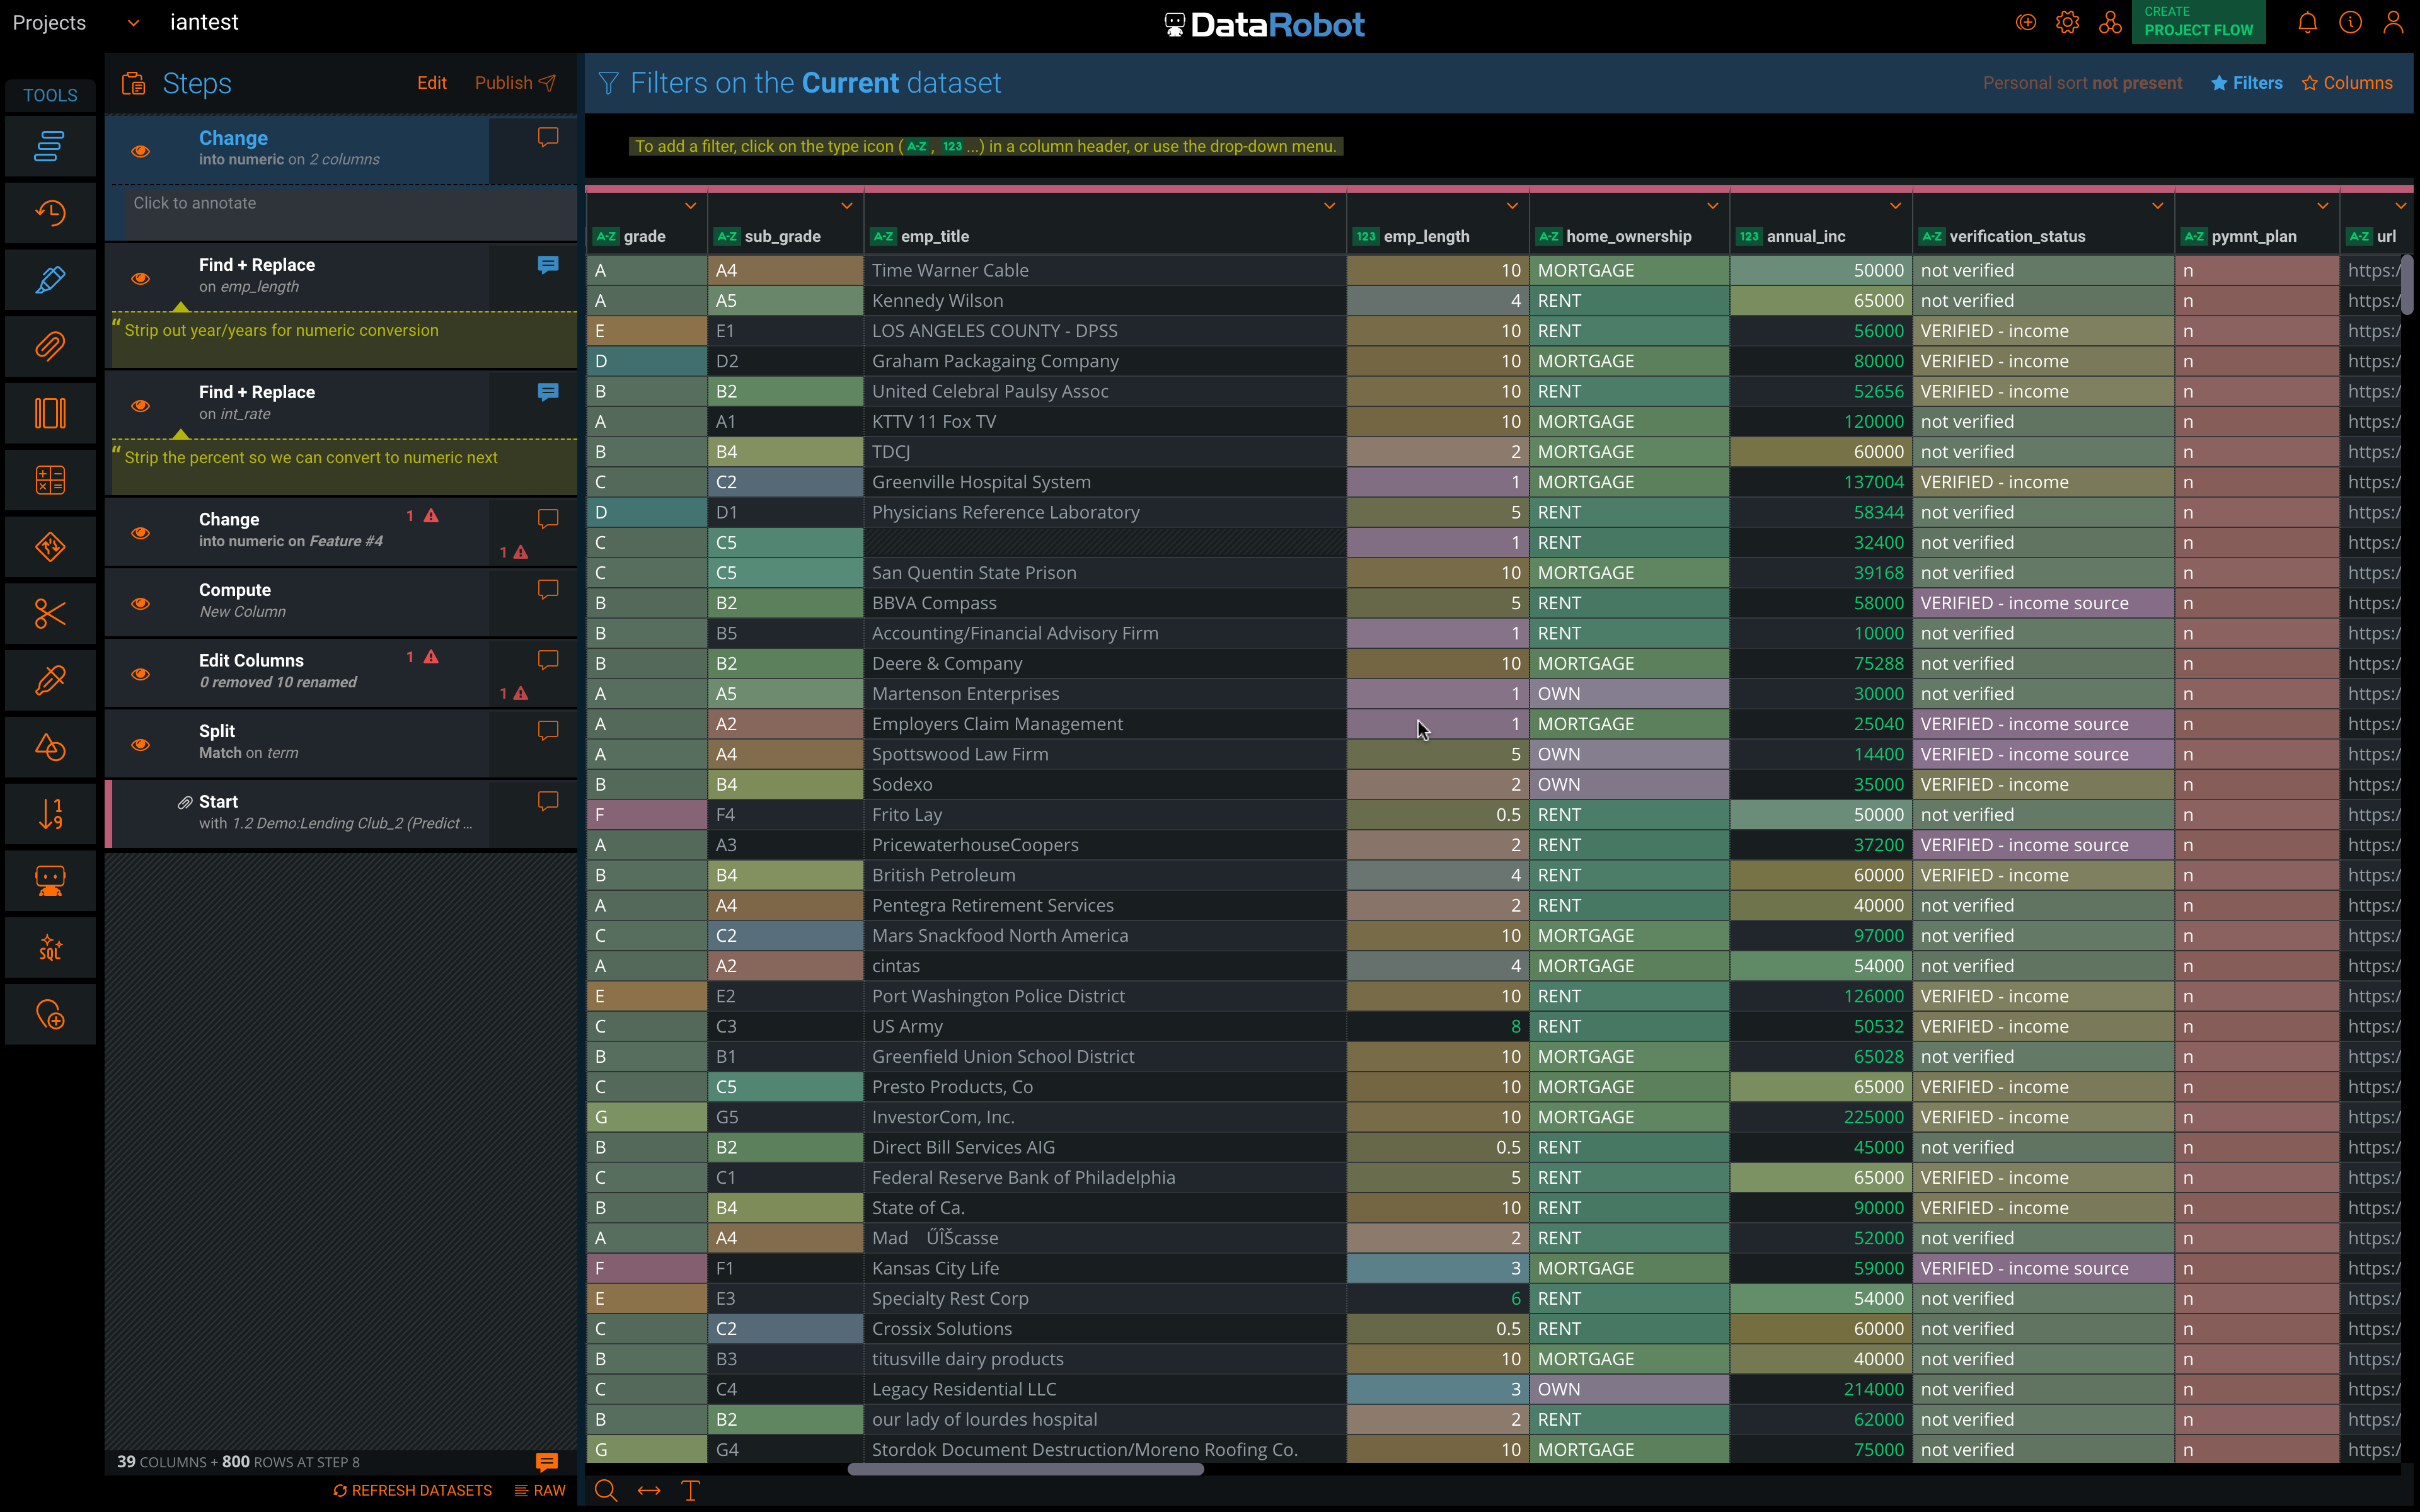 Projects iantest DataRobot CREATE
PROJECT FLOW
TOOLS Steps Edit Publish Filters on the Current dataset Personal sort not present Filters Columns
Change
into numeric on 2 columns
Click to annotate
Find + Replace
on emp_length
“ Strip out year/years for numeric conversion
Find + Replace
on int_rate
“ Strip the percent so we can convert to numeric next
Change 1
into numeric on Feature #4
1
Compute
New Column
Edit Columns 1
0 removed 10 renamed
1
Split
Match on term
Start
with 1.2 Demo:Lending Club_2 (Predict ...
SQL
39 COLUMNS + 800 ROWS AT STEP 8
REFRESH DATASETS RAW
To add a filter, click on the type icon (A-Z, 123 ...) in a column header, or use the drop-down menu.
A-Z grade A-Z sub_grade A-Z emp_title 123 emp_length A-Z home_ownership 123 annual_inc A-Z verification_status A-Z pymnt_plan A-Z url
A A4 Time Warner Cable 10 MORTGAGE 50000 not verified n https:/
A A5 Kennedy Wilson 4 RENT 65000 not verified n https:/
E E1 LOS ANGELES COUNTY - DPSS 10 RENT 56000 VERIFIED - income n https:/
D D2 Graham Packagaing Company 10 MORTGAGE 80000 VERIFIED - income n https:/
B B2 United Celebral Paulsy Assoc 10 RENT 52656 VERIFIED - income n https:/
A A1 KTTV 11 Fox TV 10 MORTGAGE 120000 not verified n https:/
B B4 TDCJ 2 MORTGAGE 60000 not verified n https:/
C C2 Greenville Hospital System 1 MORTGAGE 137004 VERIFIED - income n https:/
D D1 Physicians Reference Laboratory 5 RENT 58344 not verified n https:/
C C5 1 RENT 32400 not verified n https:/
C C5 San Quentin State Prison 10 MORTGAGE 39168 not verified n https:/
B B2 BBVA Compass 5 RENT 58000 VERIFIED - income source n https:/
B B5 Accounting/Financial Advisory Firm 1 RENT 10000 not verified n https:/
B B2 Deere & Company 10 MORTGAGE 75288 not verified n https:/
A A5 Martenson Enterprises 1 OWN 30000 not verified n https:/
A A2 Employers Claim Management 1 MORTGAGE 25040 VERIFIED - income source n https:/
A A4 Spottswood Law Firm 5 OWN 14400 VERIFIED - income source n https:/
B B4 Sodexo 2 OWN 35000 VERIFIED - income n https:/
F F4 Frito Lay 0.5 RENT 50000 not verified n https:/
A A3 PricewaterhouseCoopers 2 RENT 37200 VERIFIED - income source n https:/
B B4 British Petroleum 4 RENT 60000 VERIFIED - income n https:/
A A4 Pentegra Retirement Services 2 RENT 40000 not verified n https:/
C C2 Mars Snackfood North America 10 MORTGAGE 97000 not verified n https:/
A A2 cintas 4 MORTGAGE 54000 not verified n https:/
E E2 Port Washington Police District 10 RENT 126000 VERIFIED - income n https:/
C C3 US Army 8 RENT 50532 VERIFIED - income n https:/
B B1 Greenfield Union School District 10 MORTGAGE 65028 not verified n https:/
C C5 Presto Products, Co 10 MORTGAGE 65000 VERIFIED - income n https:/
G G5 InvestorCom, Inc. 10 MORTGAGE 225000 VERIFIED - income n https:/
B B2 Direct Bill Services AIG 0.5 RENT 45000 not verified n https:/
C C1 Federal Reserve Bank of Philadelphia 5 RENT 65000 VERIFIED - income n https:/
B B4 State of Ca. 10 RENT 90000 VERIFIED - income n https:/
A A4 Mad ŰÎŠcasse 2 RENT 52000 not verified n https:/
F F1 Kansas City Life 3 MORTGAGE 59000 VERIFIED - income source n https:/
E E3 Specialty Rest Corp 6 RENT 54000 not verified n https:/
C C2 Crossix Solutions 0.5 RENT 60000 not verified n https:/
B B3 titusville dairy products 10 MORTGAGE 40000 not verified n https:/
C C4 Legacy Residential LLC 3 OWN 214000 not verified n https:/
B B2 our lady of lourdes hospital 2 RENT 62000 not verified n https:/
G G4 Stordok Document Destruction/Moreno Roofing Co. 10 MORTGAGE 75000 not verified n https:/